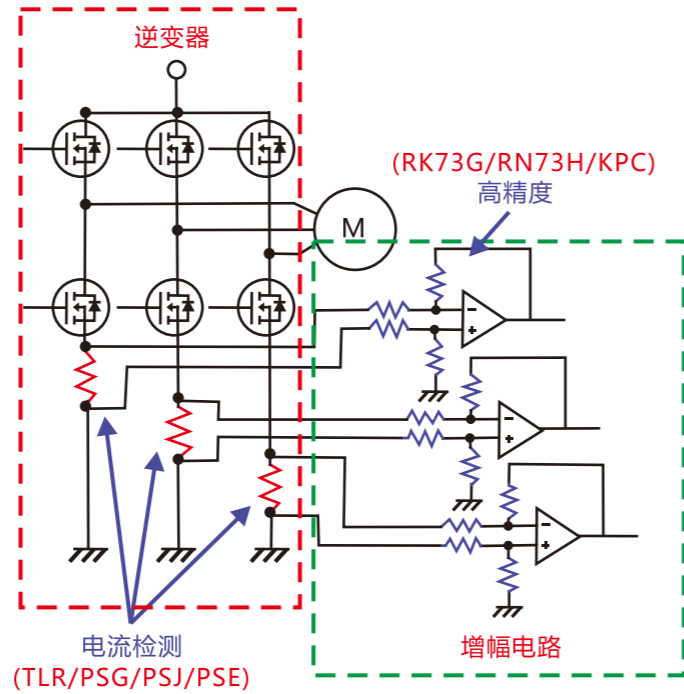 逆变器
(RK73G/RN73H/KPC)
高精度
M
增幅电路
电流检测
(TLR/PSG/PSJ/PSE)